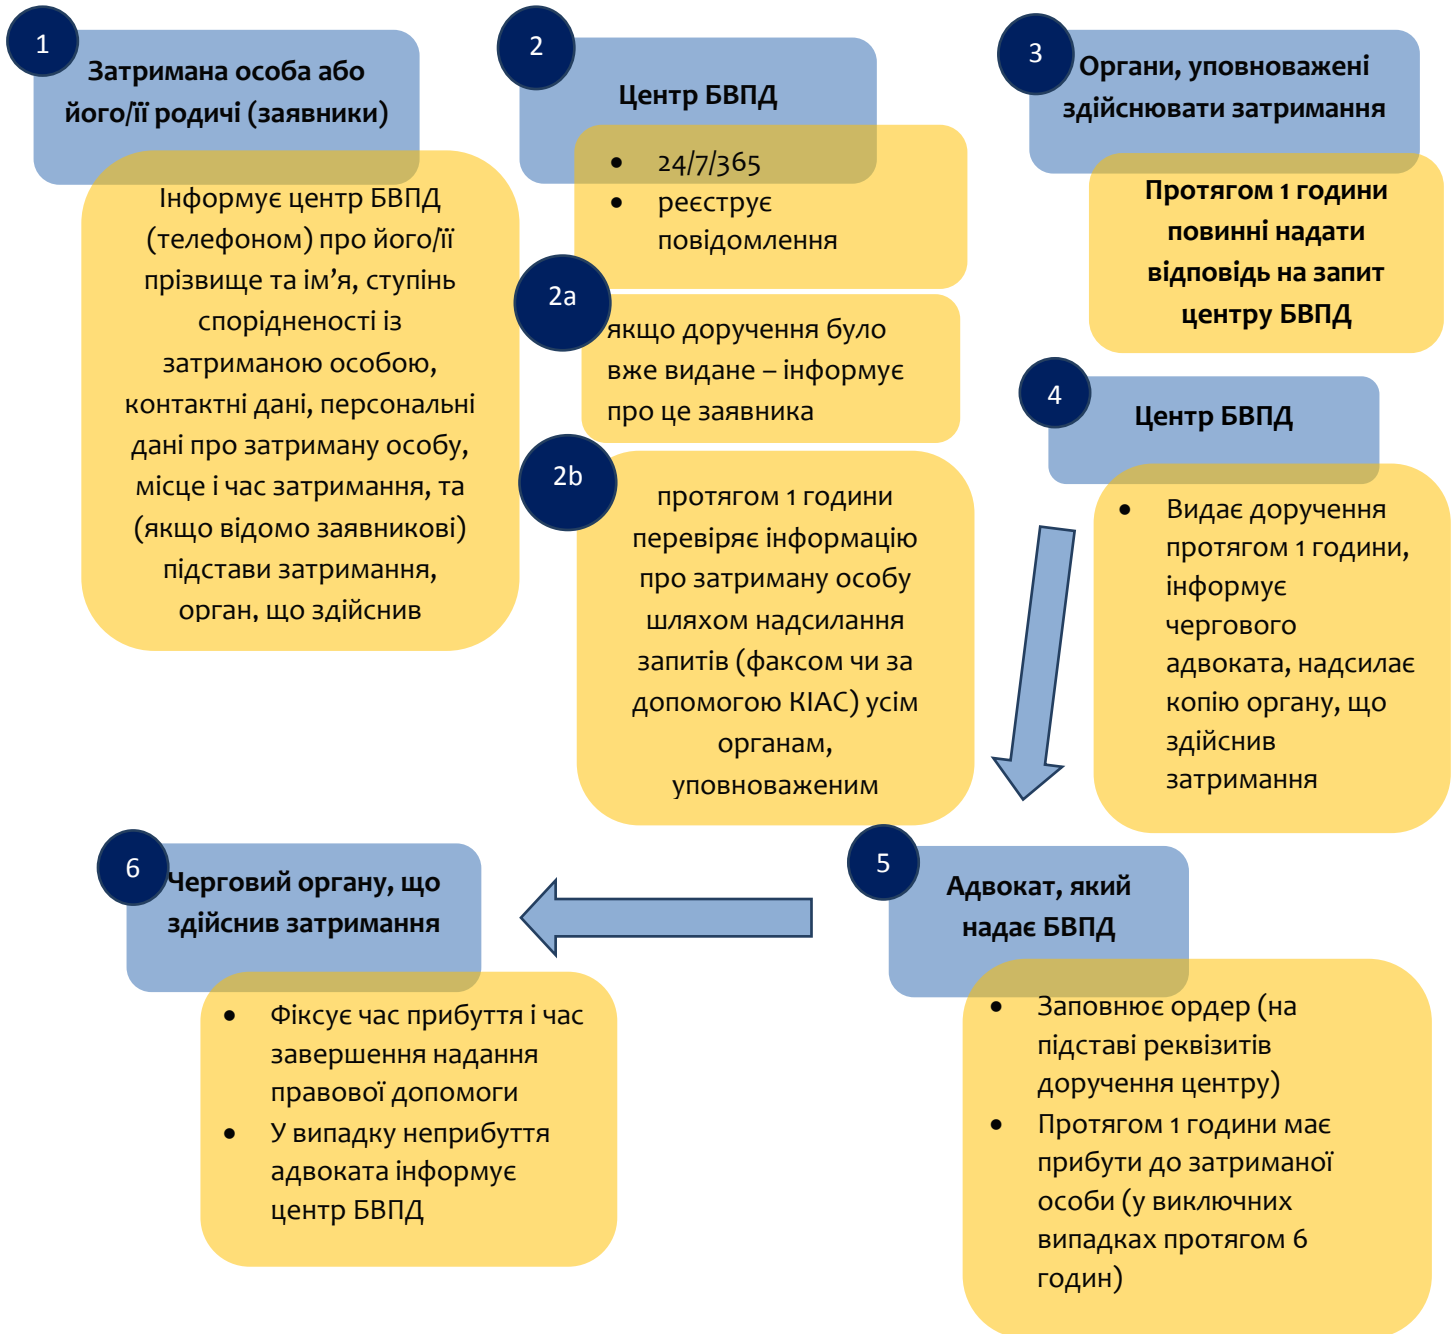 1
Затримана особа або
його/її родичі (заявники)
Інформує центр БВПД
(телефоном) про його/її
прізвище та ім’я, ступінь
спорідненості із
затриманою особою,
контактні дані, персональні
дані про затриману особу,
місце і час затримання, та
(якщо відомо заявникові)
підстави затримання,
орган, що здійснив
2
Центр БВПД
• 24/7/365
• реєструє
повідомлення
2a
якщо доручення було
вже видане – інформує
про це заявника
2b
протягом 1 години
перевіряє інформацію
про затриману особу
шляхом надсилання
запитів (факсом чи за
допомогою КІАС) усім
органам,
уповноваженим
3
Органи, уповноважені
здійснювати затримання
Протягом 1 години
повинні надати
відповідь на запит
центру БВПД
4
Центр БВПД
• Видає доручення
протягом 1 години,
інформує
чергового
адвоката, надсилає
копію органу, що
здійснив
затримання
5
Адвокат, який
надає БВПД
• Заповнює ордер (на
підставі реквізитів
доручення центру)
• Протягом 1 години має
прибути до затриманої
особи (у виключних
випадках протягом 6
годин)
6
Черговий органу, що
здійснив затримання
• Фіксує час прибуття і час
завершення надання
правової допомоги
• У випадку неприбуття
адвоката інформує
центр БВПД